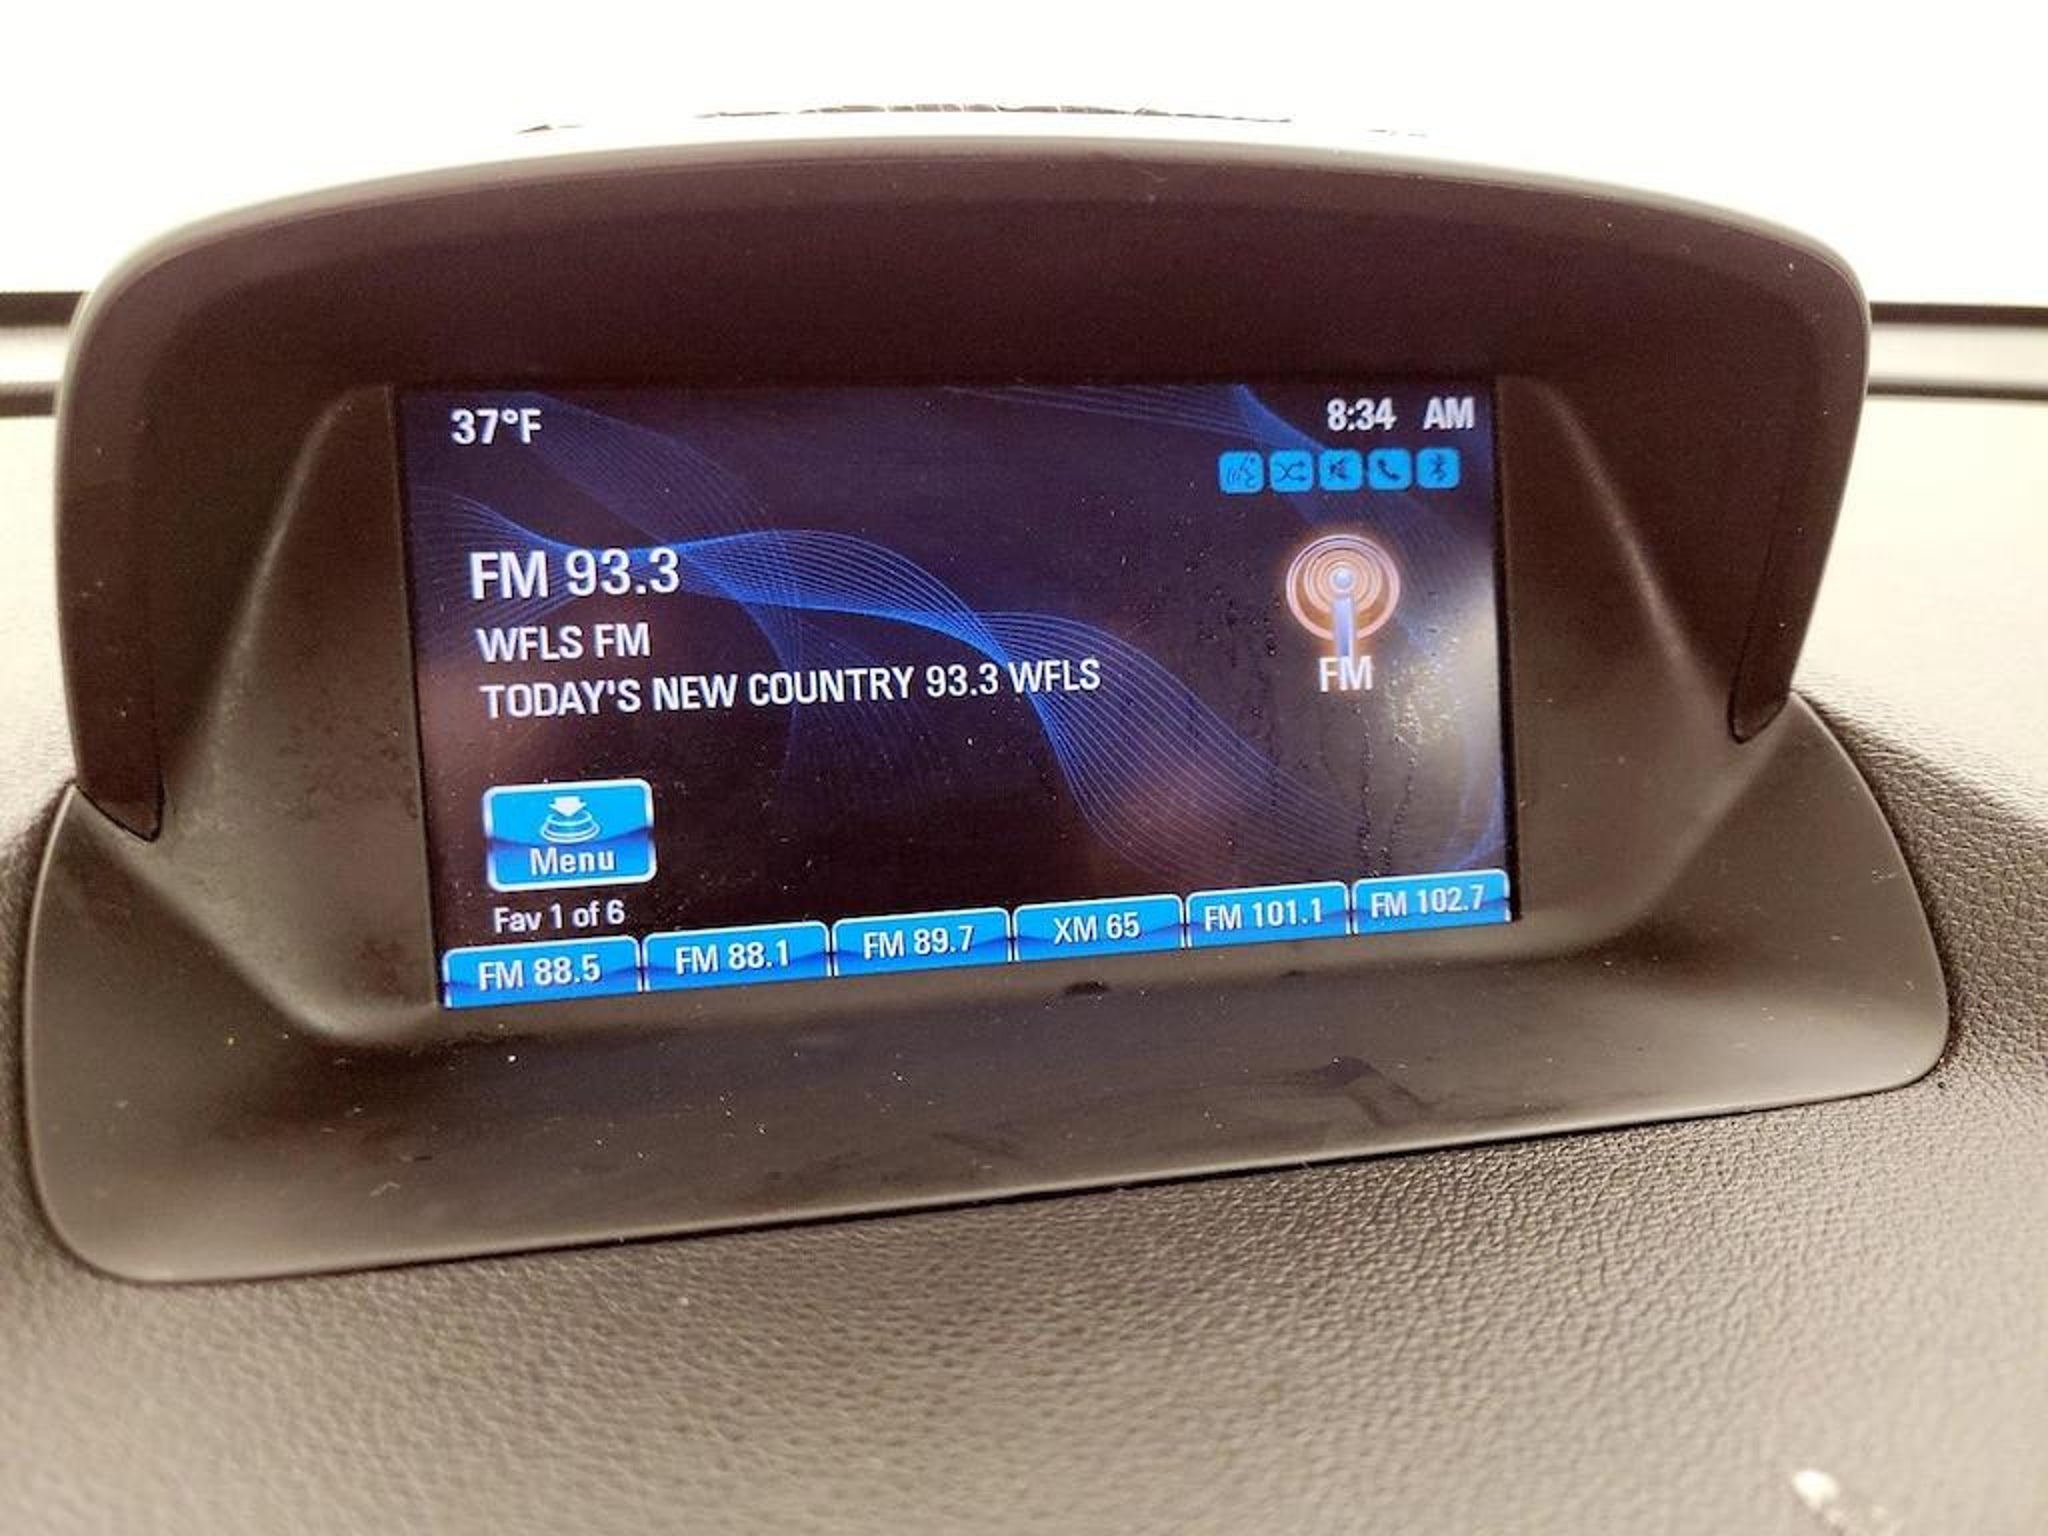 37°F 8:34 AM
FM 93.3
WFLS FM
FM
TODAY'S NEW COUNTRY 93.3 WFLS
Menu
Fav 1 of 6
FM 88.5 FM 88.1 FM 89.7 XM 65 FM 101.1 FM 102.7